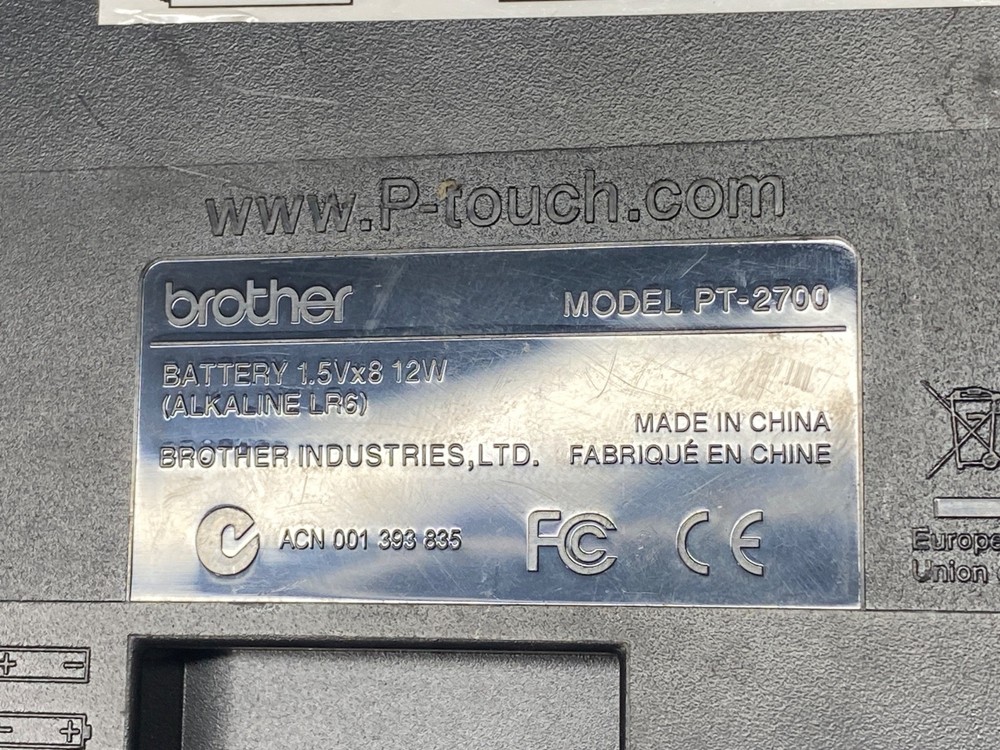 www.P-touch.com
brother
MODEL PT-2700
BATTERY 1.5Vx8 12W
(ALKALINE LR6)
MADE IN CHINA
BROTHER INDUSTRIES,LTD.
FABRIQUÉ EN CHINE
ACN 001 393 835
FC CE
Europe
Union
+ -
- +